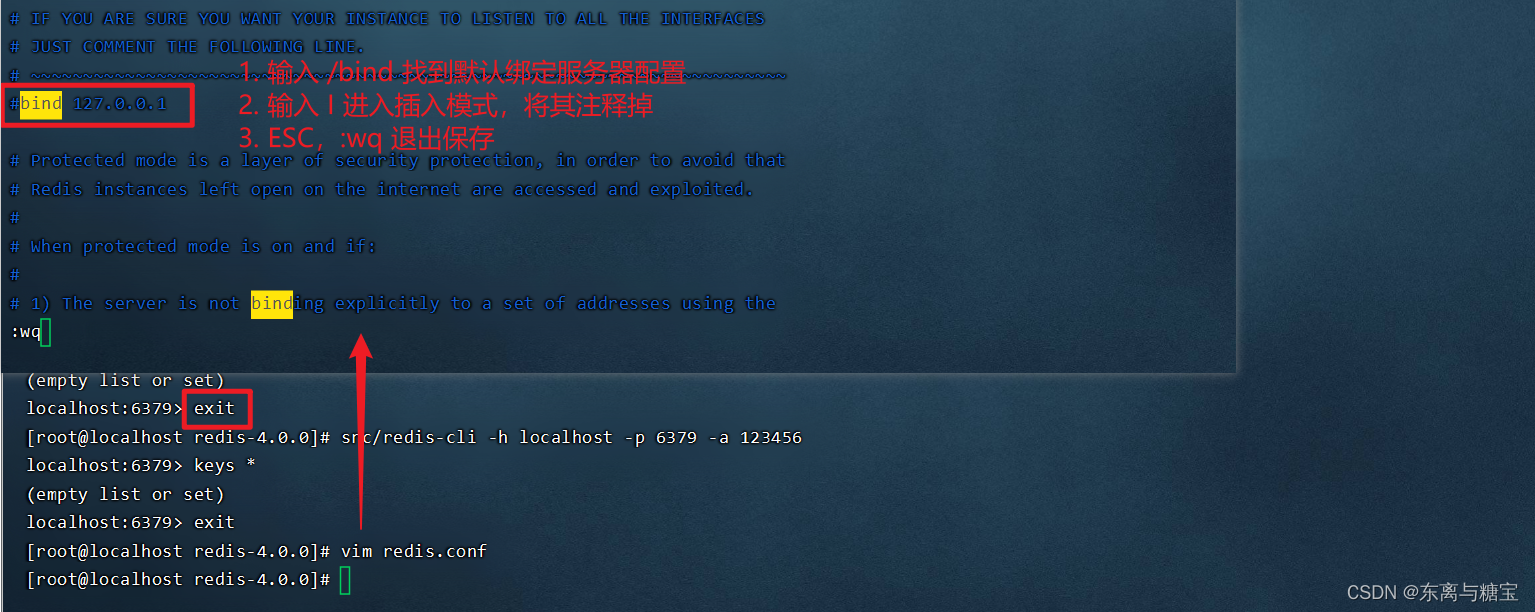 # IF YOU ARE SURE YOU WANT YOUR INSTANCE TO LISTEN TO ALL THE INTERFACES
# JUST COMMENT THE FOLLOWING LINE.
# ~~~~~~~~~~~~~~~~~~~~~~~~~~~~~~~~~~~~~~~~~~~~~~~~~~~~~~~~~~~~~~~~~~~~~~~~
1. 输入 /bind 找到默认绑定服务器配置
#bind 127.0.0.1
2. 输入 I 进入插入模式，将其注释掉
3. ESC，:wq 退出保存
# Protected mode is a layer of security protection, in order to avoid that
# Redis instances left open on the internet are accessed and exploited.
#
# When protected mode is on and if:
#
# 1) The server is not binding explicitly to a set of addresses using the
:wq
(empty list or set)
localhost:6379> exit
[root@localhost redis-4.0.0]# src/redis-cli -h localhost -p 6379 -a 123456
localhost:6379> keys *
(empty list or set)
localhost:6379> exit
[root@localhost redis-4.0.0]# vim redis.conf
[root@localhost redis-4.0.0]#
CSDN @东离与糖宝